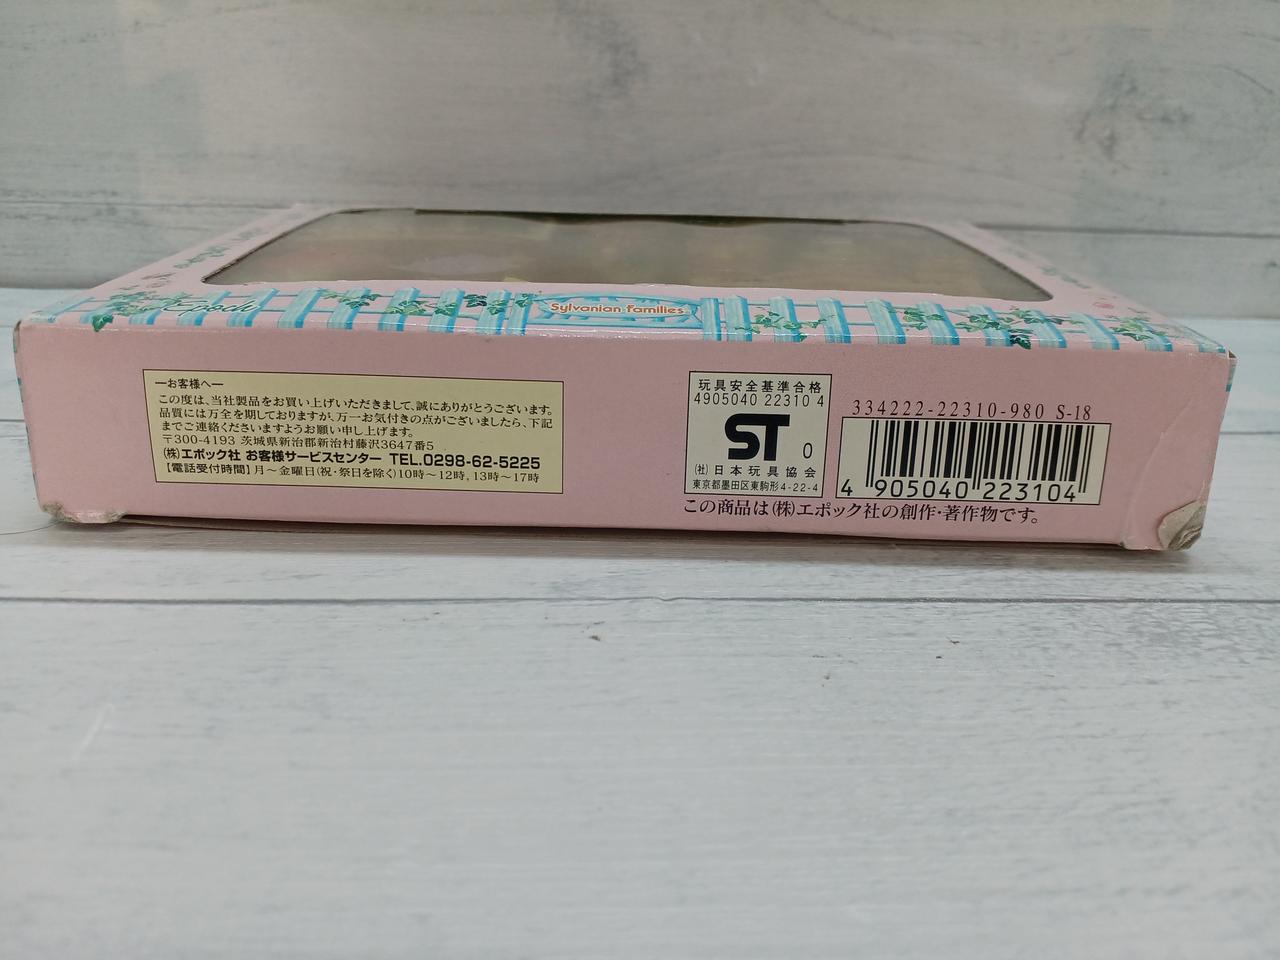 Epoch
Sylvanian families
―お客様へ―
この度は、当社製品をお買い上げいただきまして、誠にありがとうございます。
品質には万全を期しておりますが、万一お気付きの点がございましたら、下記
までご連絡くださいますようお願い申し上げます。
〒300-4193 茨城県新治郡新治村藤沢3647番5
(株)エポック社 お客様サービスセンター TEL.0298-62-5225
【電話受付時間】月〜金曜日(祝・祭日を除く)10時〜12時, 13時〜17時
玩具安全基準合格
4905040 22310 4
ST 0
(社)日本玩具協会
東京都墨田区東駒形4-22-4
334222-22310-980 S-18
4 905040 223104
この商品は(株)エポック社の創作・著作物です。